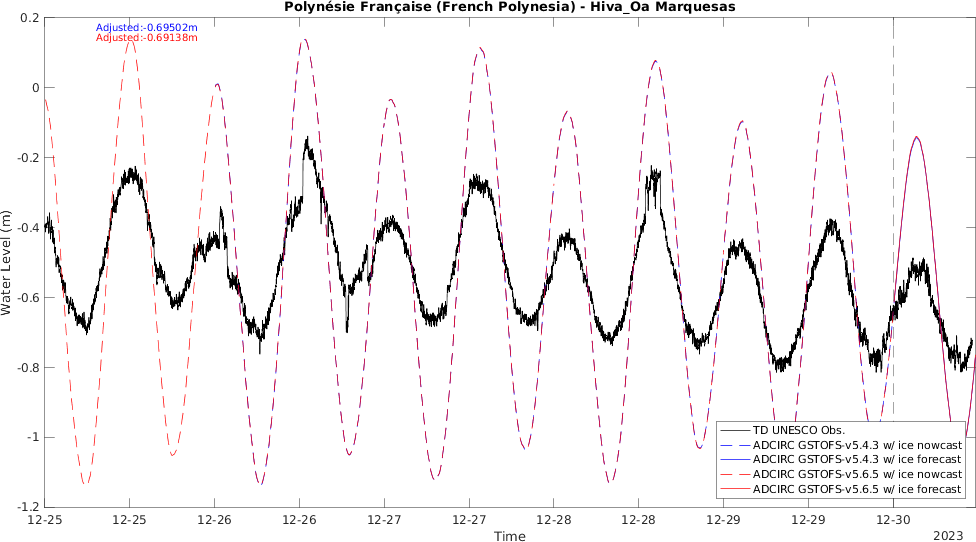 Polynésie Française (French Polynesia) - Hiva_Oa Marquesas
Adjusted:-0.69502m
Adjusted:-0.69138m
0.2
0
-0.2
-0.4
-0.6
-0.8
-1
-1.2
Water Level (m)
TD UNESCO Obs.
ADCIRC GSTOFS-v5.4.3 w/ ice nowcast
ADCIRC GSTOFS-v5.4.3 w/ ice forecast
ADCIRC GSTOFS-v5.6.5 w/ ice nowcast
ADCIRC GSTOFS-v5.6.5 w/ ice forecast
12-25 12-25 12-26 12-26 12-27 12-27 12-28 12-28 12-29 12-29 12-30
Time
2023